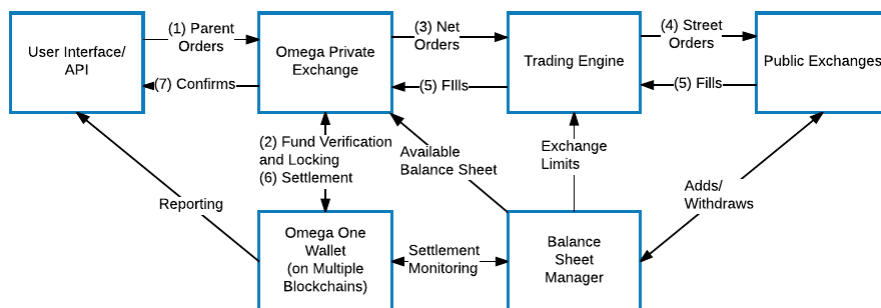 (1) Parent
Orders
(3) Net
Orders
(4) Street
Orders
User Interface/
API
Omega Private
Exchange
Trading Engine
Public Exchanges
(7) Confirms
(5) FIlls
(5) Fills
(2) Fund Verification
and Locking
(6) Settlement
Available
Balance Sheet
Exchange
Limits
Adds/
Withdraws
Reporting
Omega One
Wallet
(on Multiple
Blockchains)
Settlement
Monitoring
Balance
Sheet
Manager